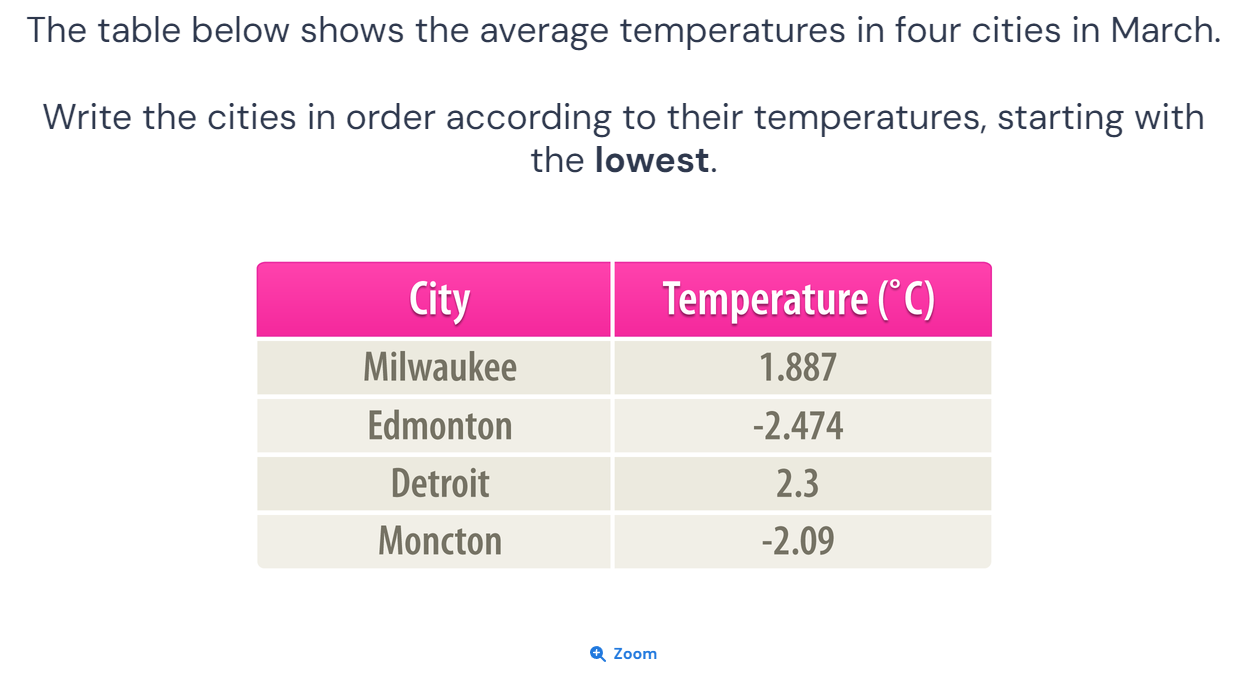 The table below shows the average temperatures in four cities in March.
Write the cities in order according to their temperatures, starting with
the lowest.
City Temperature (°C)
Milwaukee 1.887
Edmonton -2.474
Detroit 2.3
Moncton -2.09
Zoom